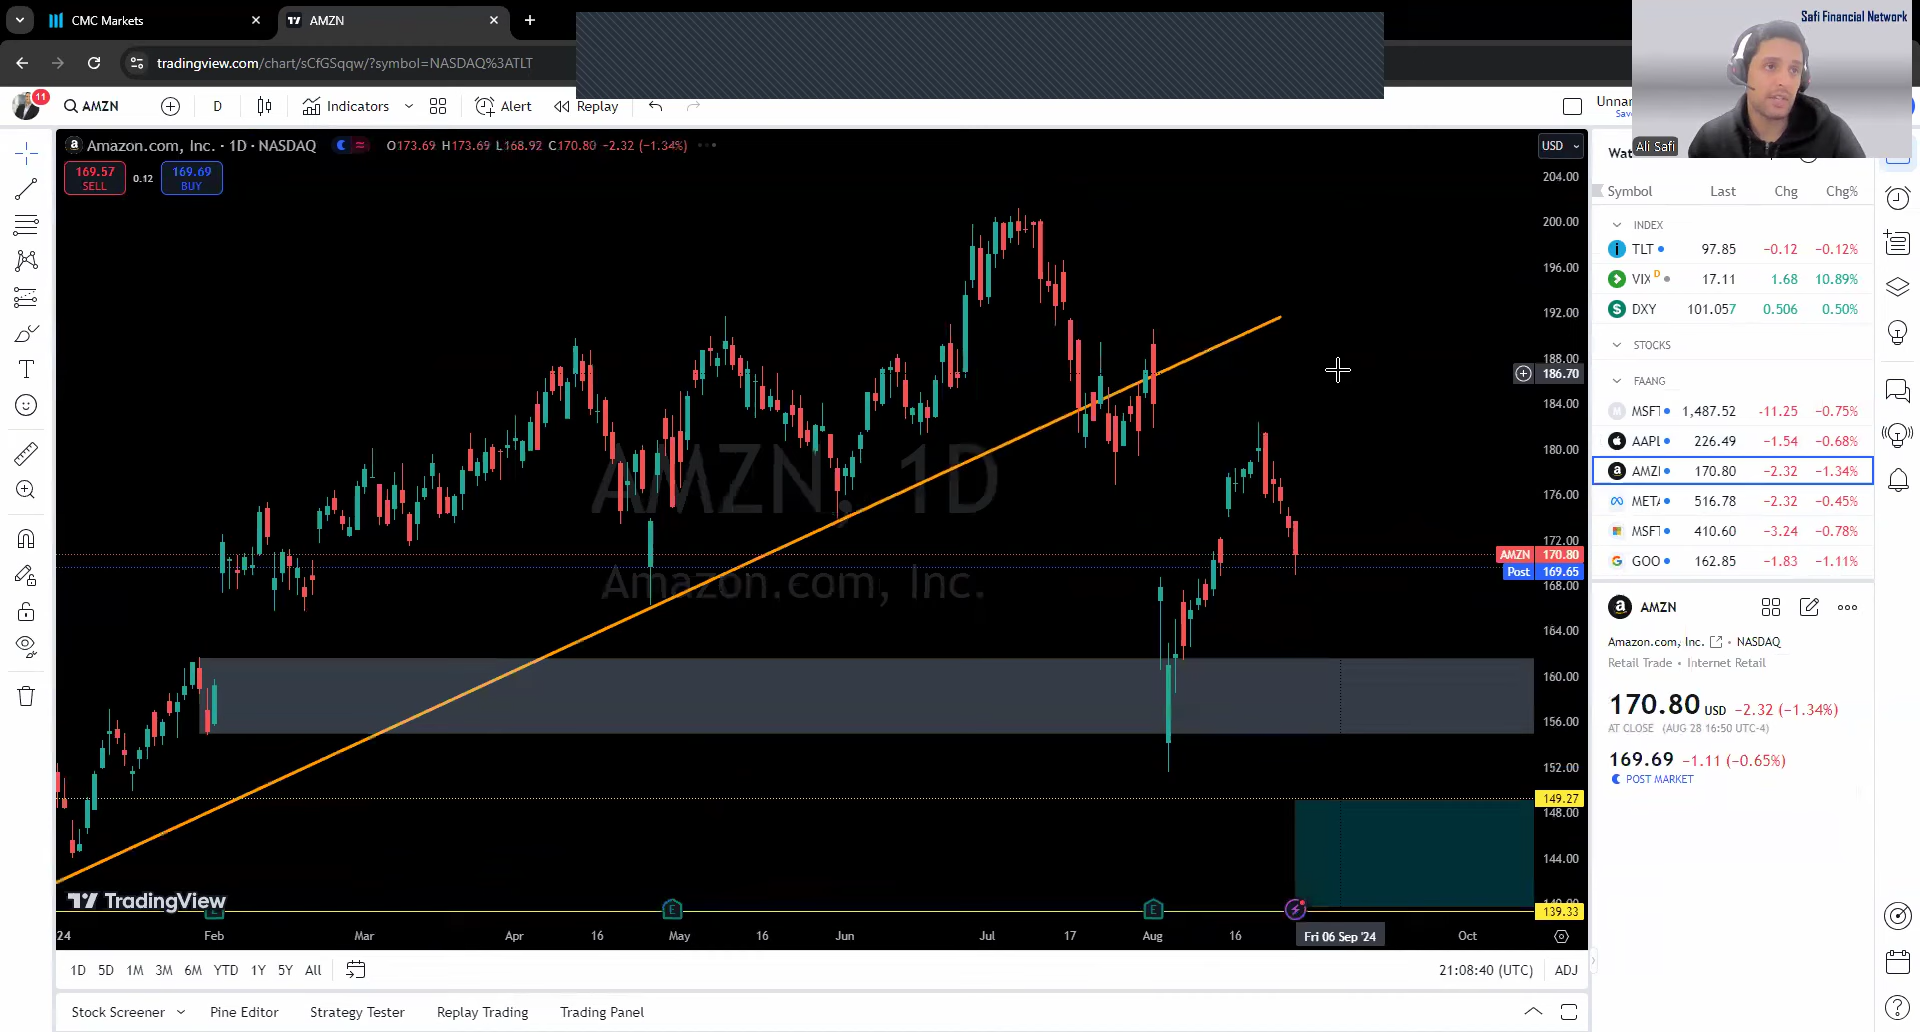 CMC Markets
AMZN
Safi Financial Network
tradingview.com/chart/sCfGSqqw/?symbol=NASDAQ%3ATLT
11
AMZN
D
Indicators
Alert
Replay
Unnar
Save
Ali Safi
Wat
Amazon.com, Inc. · 1D · NASDAQ
O173.69 H173.69 L168.92 C170.80 −2.32 (−1.34%)
USD
169.57
SELL
0.12
169.69
BUY
204.00
200.00
196.00
192.00
188.00
186.70
184.00
180.00
176.00
172.00
AMZN 170.80
Post 169.65
168.00
164.00
160.00
156.00
152.00
149.27
148.00
144.00
139.33
AMZN, 1D
Amazon.com, Inc.
TradingView
E
E
E
24
Feb
Mar
Apr
16
May
16
Jun
Jul
17
Aug
16
Fri 06 Sep '24
Oct
1D 5D 1M 3M 6M YTD 1Y 5Y All
21:08:40 (UTC)
ADJ
Stock Screener
Pine Editor
Strategy Tester
Replay Trading
Trading Panel
Symbol Last Chg Chg%
INDEX
TLT 97.85 −0.12 −0.12%
VIX D 17.11 1.68 10.89%
DXY 101.057 0.506 0.50%
STOCKS
FAANG
MSFT 1,487.52 -11.25 −0.75%
AAPL 226.49 −1.54 −0.68%
AMZI 170.80 −2.32 −1.34%
META 516.78 −2.32 −0.45%
MSFT 410.60 −3.24 −0.78%
GOO 162.85 −1.83 −1.11%
AMZN
Amazon.com, Inc. • NASDAQ
Retail Trade • Internet Retail
170.80 USD −2.32 (−1.34%)
AT CLOSE (AUG 28 16:50 UTC-4)
169.69 −1.11 (−0.65%)
POST MARKET